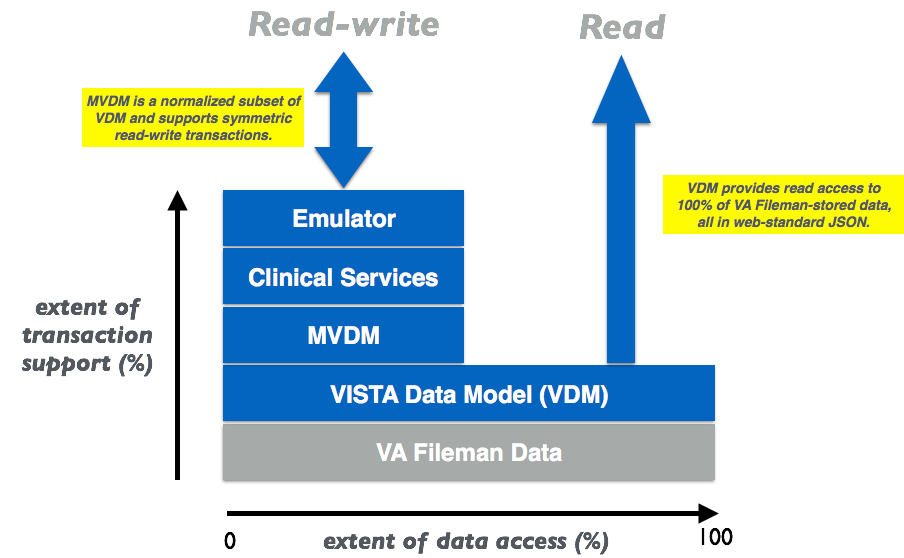 Read-write
Read
MVDM is a normalized subset of
VDM and supports symmetric
read-write transactions.
VDM provides read access to
100% of VA Fileman-stored data,
all in web-standard JSON.
Emulator
Clinical Services
MVDM
VISTA Data Model (VDM)
VA Fileman Data
extent of
transaction
support (%)
0
extent of data access (%)
100